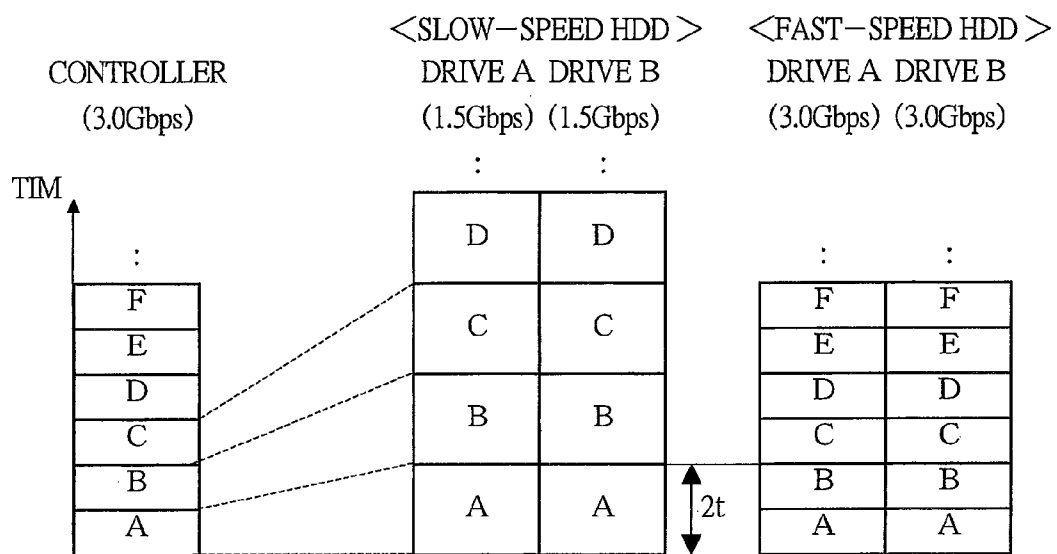 <SLOW-SPEED HDD> <FAST-SPEED HDD>
CONTROLLER DRIVE A DRIVE B DRIVE A DRIVE B
(3.0Gbps) (1.5Gbps) (1.5Gbps) (3.0Gbps) (3.0Gbps)
: :
TIM
D D
: : :
F F F
C C
E E E
D D D
B B
C C C
B B B
A A 2t
A A A